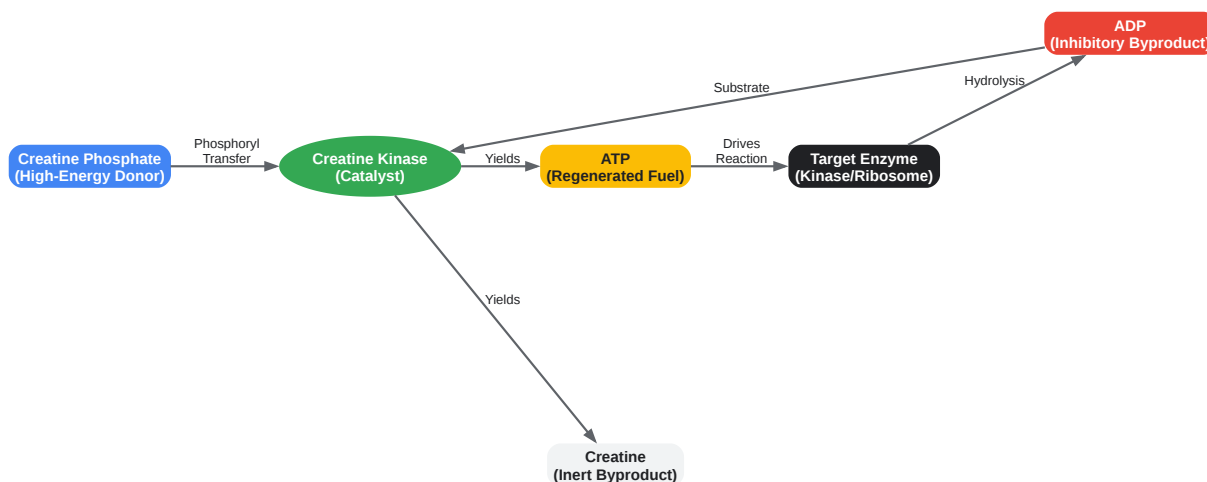 ADP
(Inhibitory Byproduct)
Substrate
Hydrolysis
Phosphoryl
Transfer
Creatine Phosphate
(High-Energy Donor)
Creatine Kinase
(Catalyst)
Yields
ATP
(Regenerated Fuel)
Drives
Reaction
Target Enzyme
(Kinase/Ribosome)
Yields
Creatine
(Inert Byproduct)